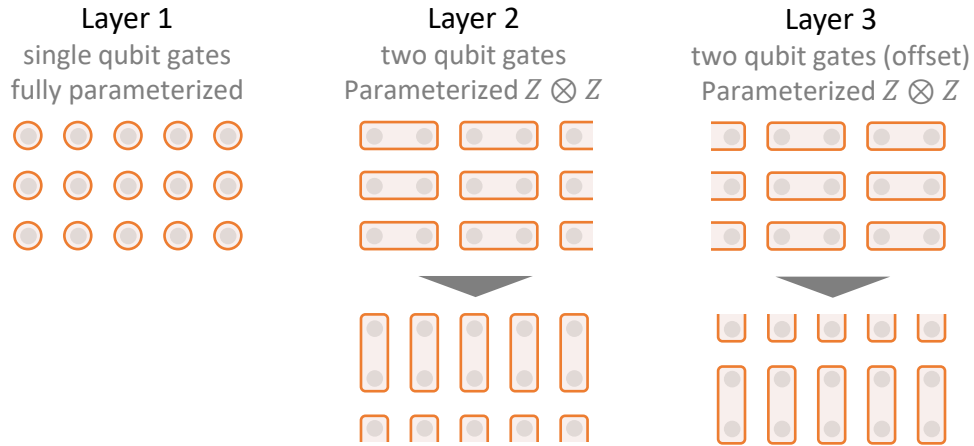 Layer 1
single qubit gates
fully parameterized
Layer 2
two qubit gates
Parameterized Z ⊗ Z
Layer 3
two qubit gates (offset)
Parameterized Z ⊗ Z